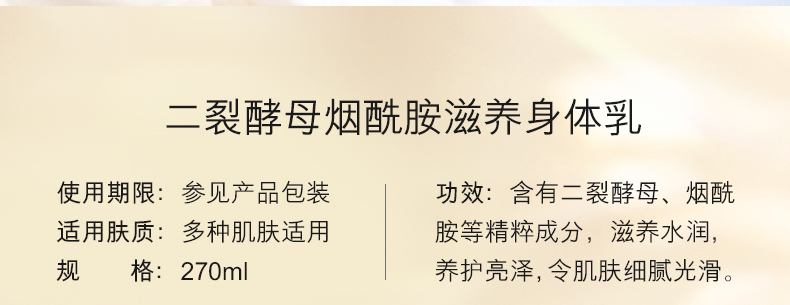 二裂酵母烟酰胺滋养身体乳
使用期限：参见产品包装
适用肤质：多种肌肤适用
规　　格：270ml
功效：含有二裂酵母、烟酰
胺等精粹成分，滋养水润，
养护亮泽，令肌肤细腻光滑。